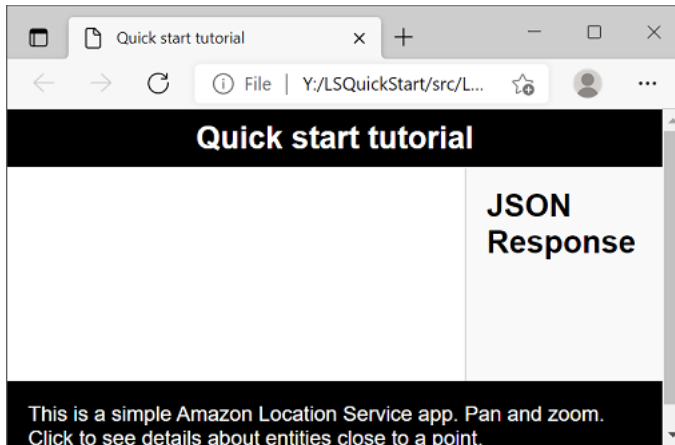 Quick start tutorial
File | Y:/LSQuickStart/src/L...
Quick start tutorial
JSON
Response
This is a simple Amazon Location Service app. Pan and zoom.
Click to see details about entities close to a point.